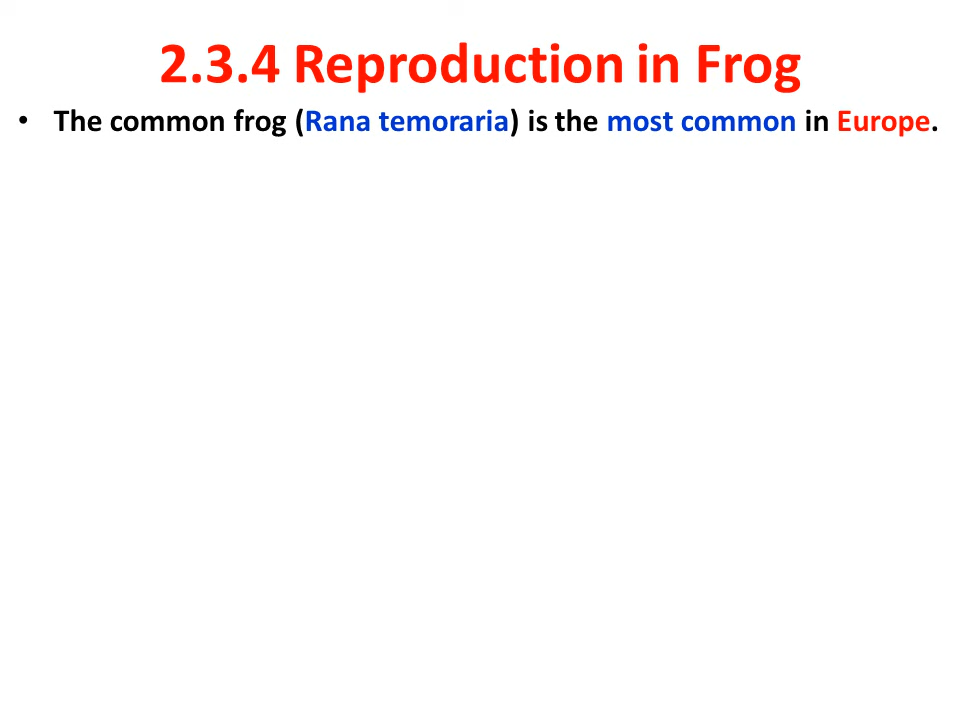 2.3.4 Reproduction in Frog
• The common frog (Rana temoraria) is the most common in Europe.